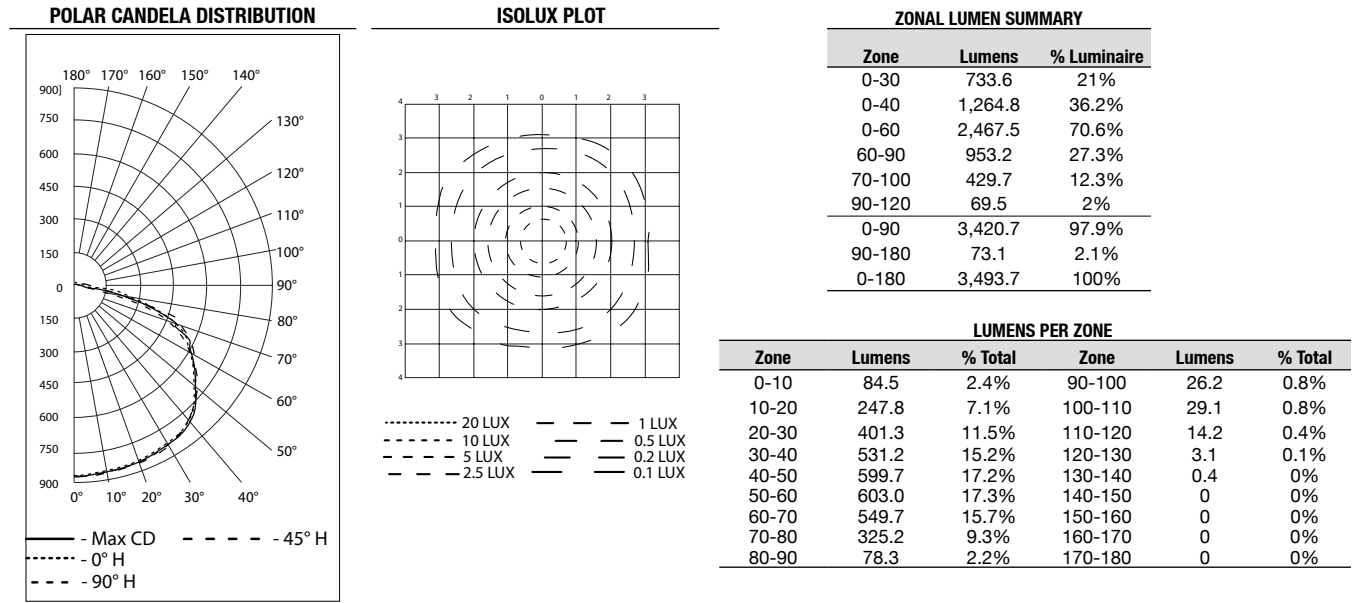 POLAR CANDELA DISTRIBUTION
180° 170° 160° 150° 140°
900]
750
130°
600
120°
450
110°
300
100°
150
0
90°
150
80°
300
70°
450
60°
600
750
50°
900
0° 10° 20° 30° 40°
- Max CD - 45° H
- 0° H
- 90° H
ISOLUX PLOT
4 3 2 1 0 1 2 3
3
2
1
0
1
2
3
4
20 LUX 1 LUX
10 LUX 0.5 LUX
5 LUX 0.2 LUX
2.5 LUX 0.1 LUX
ZONAL LUMEN SUMMARY
Zone Lumens % Luminaire
0-30 733.6 21%
0-40 1,264.8 36.2%
0-60 2,467.5 70.6%
60-90 953.2 27.3%
70-100 429.7 12.3%
90-120 69.5 2%
0-90 3,420.7 97.9%
90-180 73.1 2.1%
0-180 3,493.7 100%
LUMENS PER ZONE
Zone Lumens % Total Zone Lumens % Total
0-10 84.5 2.4% 90-100 26.2 0.8%
10-20 247.8 7.1% 100-110 29.1 0.8%
20-30 401.3 11.5% 110-120 14.2 0.4%
30-40 531.2 15.2% 120-130 3.1 0.1%
40-50 599.7 17.2% 130-140 0.4 0%
50-60 603.0 17.3% 140-150 0 0%
60-70 549.7 15.7% 150-160 0 0%
70-80 325.2 9.3% 160-170 0 0%
80-90 78.3 2.2% 170-180 0 0%